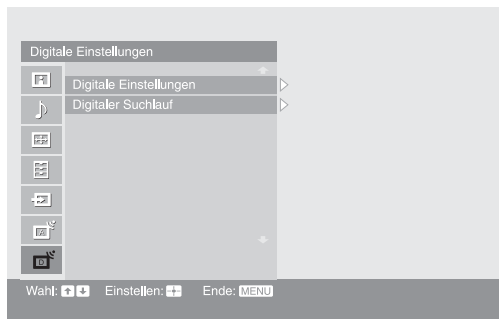 Digitale Einstellungen
Digitale Einstellungen
Digitaler Suchlauf
A
D
Wahl: Einstellen: Ende: MENU